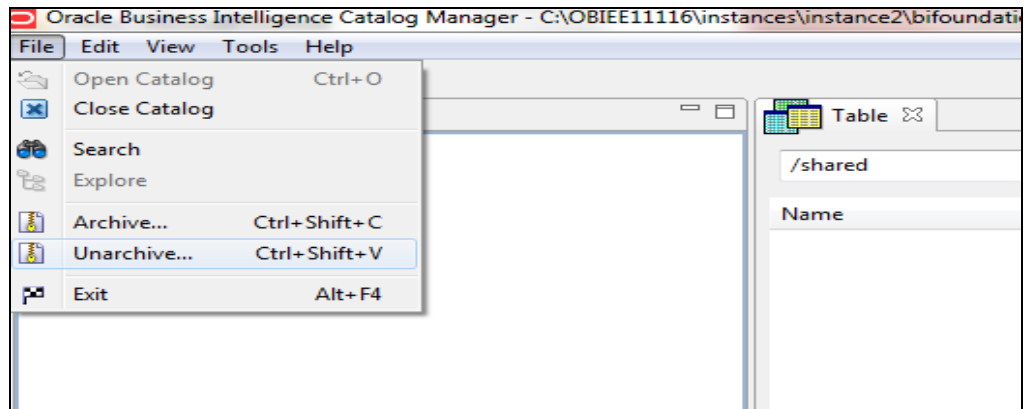 Oracle Business Intelligence Catalog Manager - C:\OBIEE11116\instances\instance2\bifoundati
File Edit View Tools Help
Open Catalog Ctrl+O
Close Catalog
Table
Search
/shared
Explore
Name
Archive... Ctrl+Shift+C
Unarchive... Ctrl+Shift+V
Exit Alt+F4